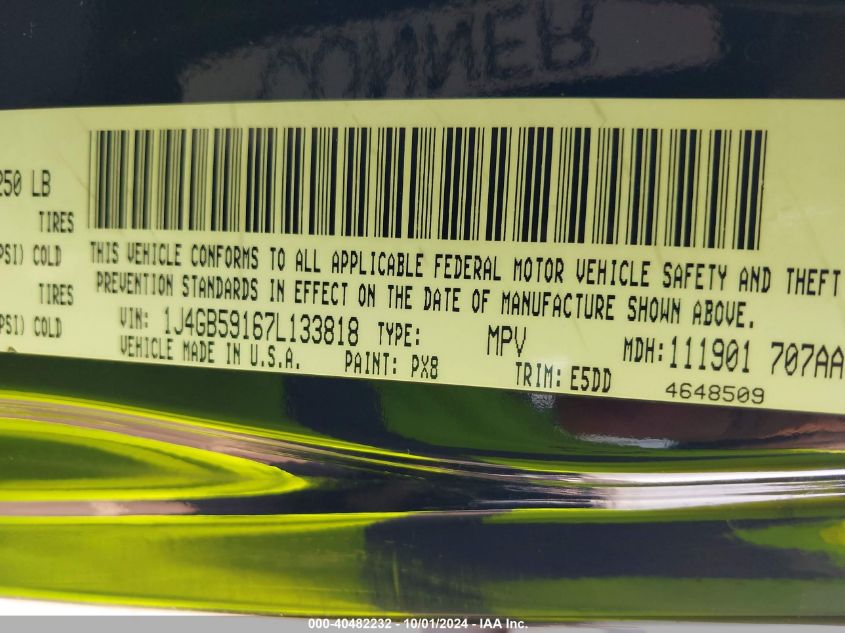 CONNER
250 LB
TIRES
PSI) COLD
TIRES
PSI) COLD
THIS VEHICLE CONFORMS TO ALL APPLICABLE FEDERAL MOTOR VEHICLE SAFETY AND THEFT
PREVENTION STANDARDS IN EFFECT ON THE DATE OF MANUFACTURE SHOWN ABOVE.
VIN: 1J4GB59167L133818 TYPE: MPV MDH: 111901 707AA
VEHICLE MADE IN U.S.A. PAINT: PX8 TRIM: E5DD 4648509
000-40482232 - 10/01/2024 - IAA Inc.